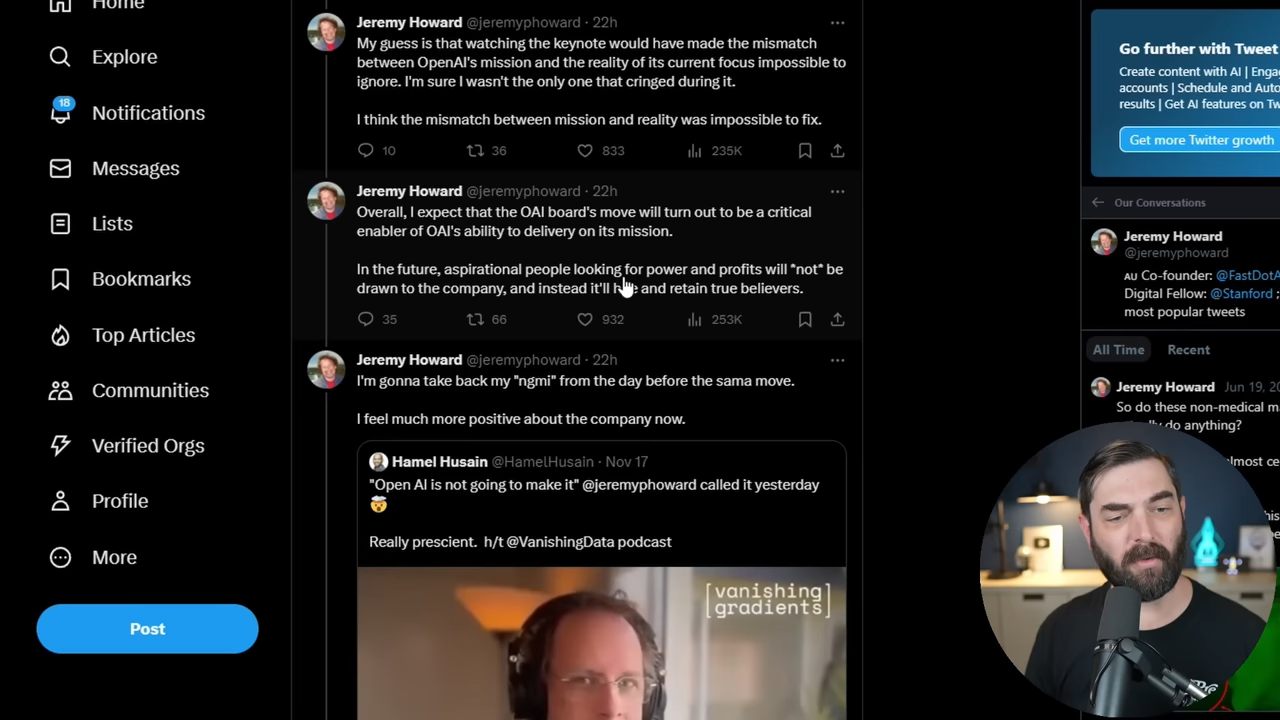 Home
Explore
18
Notifications
Messages
Lists
Bookmarks
Top Articles
Communities
Verified Orgs
Profile
More
Post
Jeremy Howard @jeremyphoward · 22h
My guess is that watching the keynote would have made the mismatch
between OpenAI's mission and the reality of its current focus impossible to
ignore. I'm sure I wasn't the only one that cringed during it.
I think the mismatch between mission and reality was impossible to fix.
10 36 833 235K
Jeremy Howard @jeremyphoward · 22h
Overall, I expect that the OAI board's move will turn out to be a critical
enabler of OAI's ability to delivery on its mission.
In the future, aspirational people looking for power and profits will *not* be
drawn to the company, and instead it'll and retain true believers.
35 66 932 253K
Jeremy Howard @jeremyphoward · 22h
I'm gonna take back my "ngmi" from the day before the sama move.
I feel much more positive about the company now.
Hamel Husain @HamelHusain · Nov 17
"Open AI is not going to make it" @jeremyphoward called it yesterday
🤯
Really prescient. h/t @VanishingData podcast
[vanishing
gradients]
Go further with Tweet
Create content with AI |
accounts | Schedule and
results | Get AI features on
Get more Twitter growth
Our Conversations
Jeremy Howard
@jeremyphoward
AU Co-founder:
Digital Fellow: @Stanford ;
most popular tweets
All Time Recent
Jeremy Howard Jun 19,
So do these non-medical
do anything?